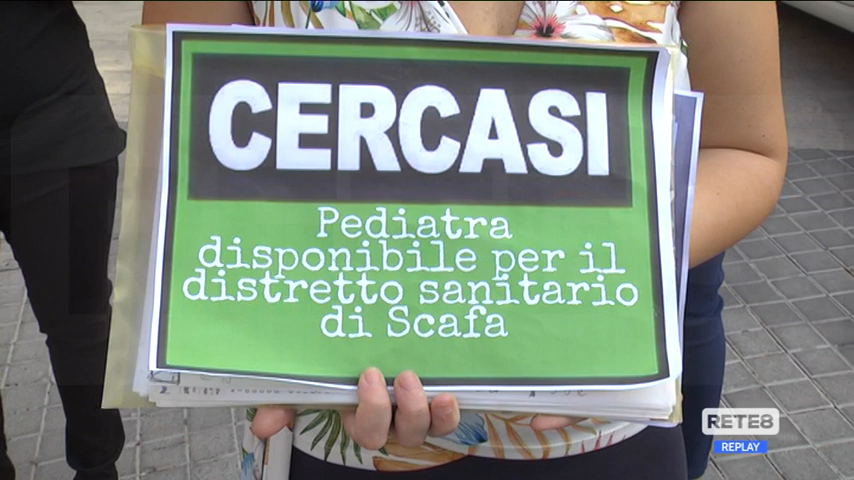 CERCASI
Pediatra
disponibile per il
distretto sanitario
di Scafa
RETE8
REPLAY